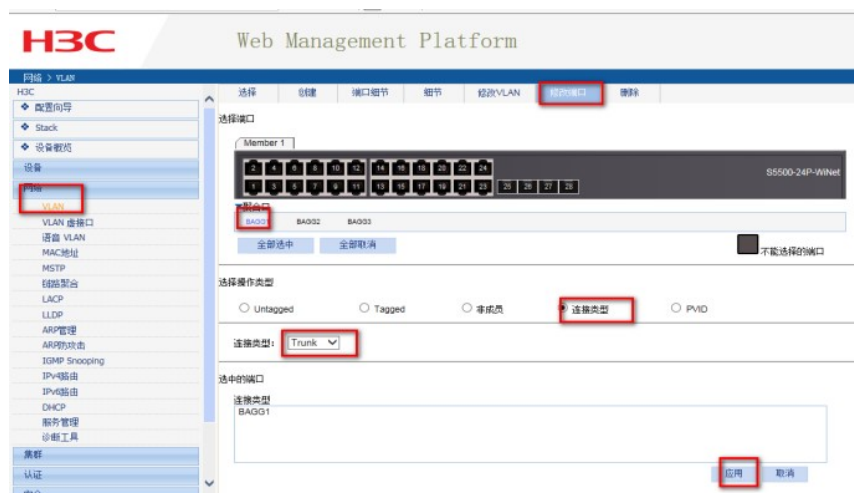 H3C
Web Management Platform
网络 > VLAN
H3C
选择 创建 端口细节 细节 修改VLAN 修改端口 删除
配置向导
Stack
设备概览
设备
网络
VLAN
VLAN 虚接口
语音 VLAN
MAC地址
MSTP
链路聚合
LACP
LLDP
ARP管理
ARP防攻击
IGMP Snooping
IPv4路由
IPv6路由
DHCP
服务管理
诊断工具
集群
认证
选择端口
Member 1
2 4 6 8 10 12 14 16 18 20 22 24
1 3 5 7 9 11 13 15 17 19 21 23 25 26 27 28
S5500-24P-WiNet
聚合口
BAGG1 BAGG2 BAGG3
全部选中 全部取消
不能选择的端口
选择操作类型
Untagged Tagged 非成员 连接类型 PVID
连接类型： Trunk
选中的端口
连接类型
BAGG1
应用 取消